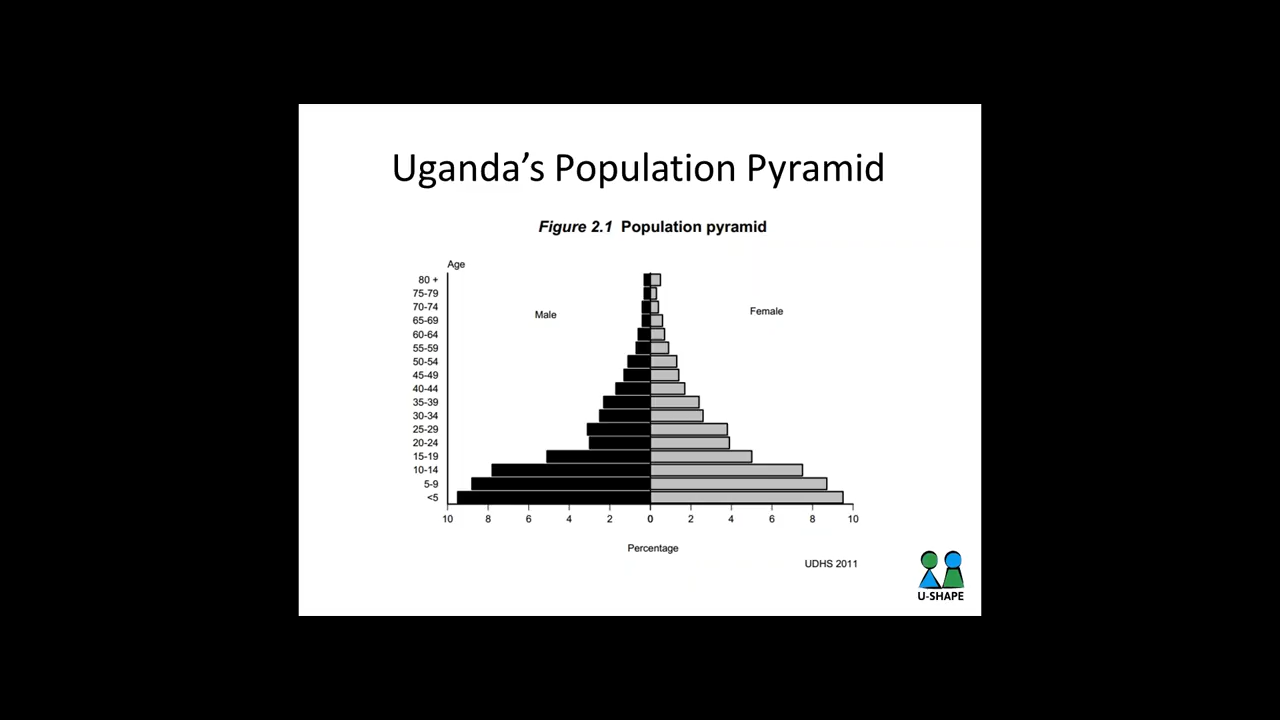 Uganda’s Population Pyramid
Figure 2.1 Population pyramid
Age
80 +
75-79
70-74
65-69
60-64
55-59
50-54
45-49
40-44
35-39
30-34
25-29
20-24
15-19
10-14
5-9
<5
Male
Female
10 8 6 4 2 0 2 4 6 8 10
Percentage
UDHS 2011
U-SHAPE